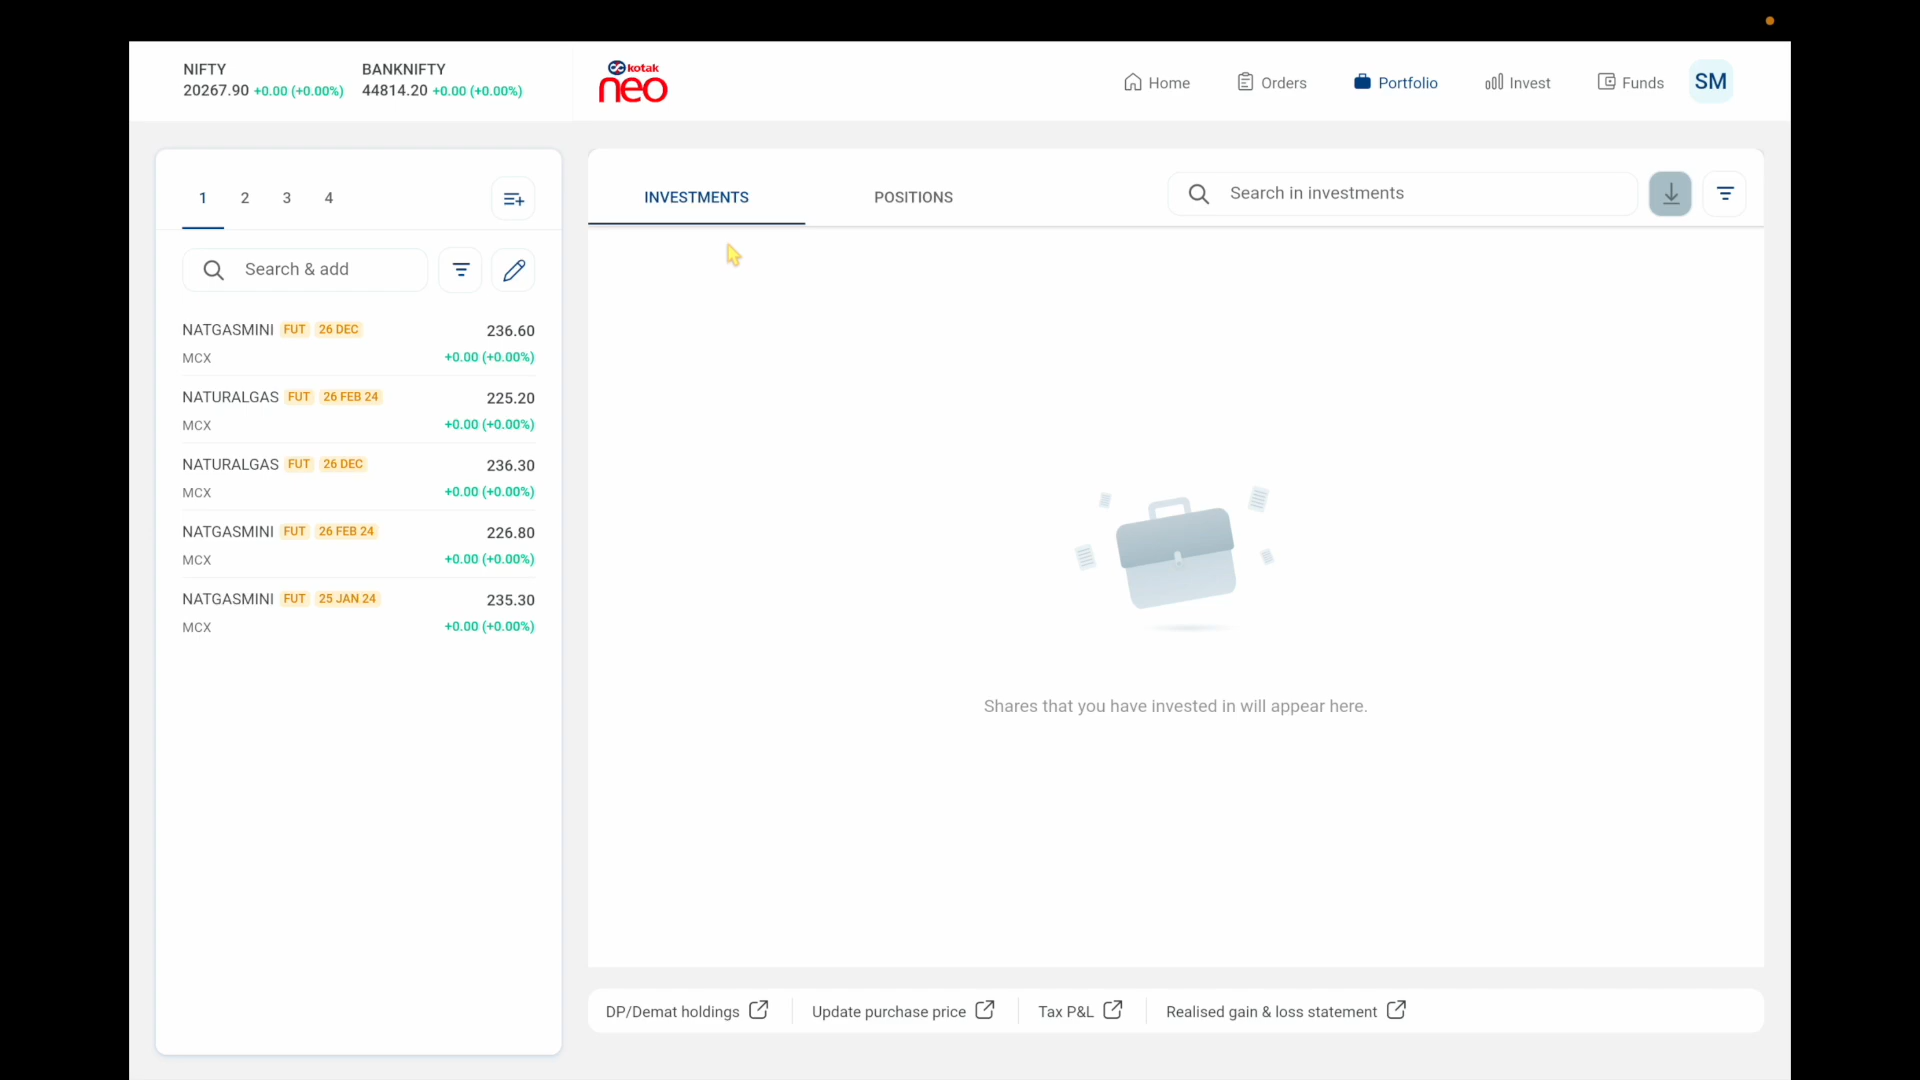 NIFTY
20267.90 +0.00 (+0.00%)
BANKNIFTY
44814.20 +0.00 (+0.00%)
kotak
neo
Home
Orders
Portfolio
Invest
Funds
SM
1 2 3 4
Search & add
NATGASMINI FUT 26 DEC 236.60
MCX +0.00 (+0.00%)
NATURALGAS FUT 26 FEB 24 225.20
MCX +0.00 (+0.00%)
NATURALGAS FUT 26 DEC 236.30
MCX +0.00 (+0.00%)
NATGASMINI FUT 26 FEB 24 226.80
MCX +0.00 (+0.00%)
NATGASMINI FUT 25 JAN 24 235.30
MCX +0.00 (+0.00%)
INVESTMENTS
POSITIONS
Search in investments
Shares that you have invested in will appear here.
DP/Demat holdings
Update purchase price
Tax P&L
Realised gain & loss statement